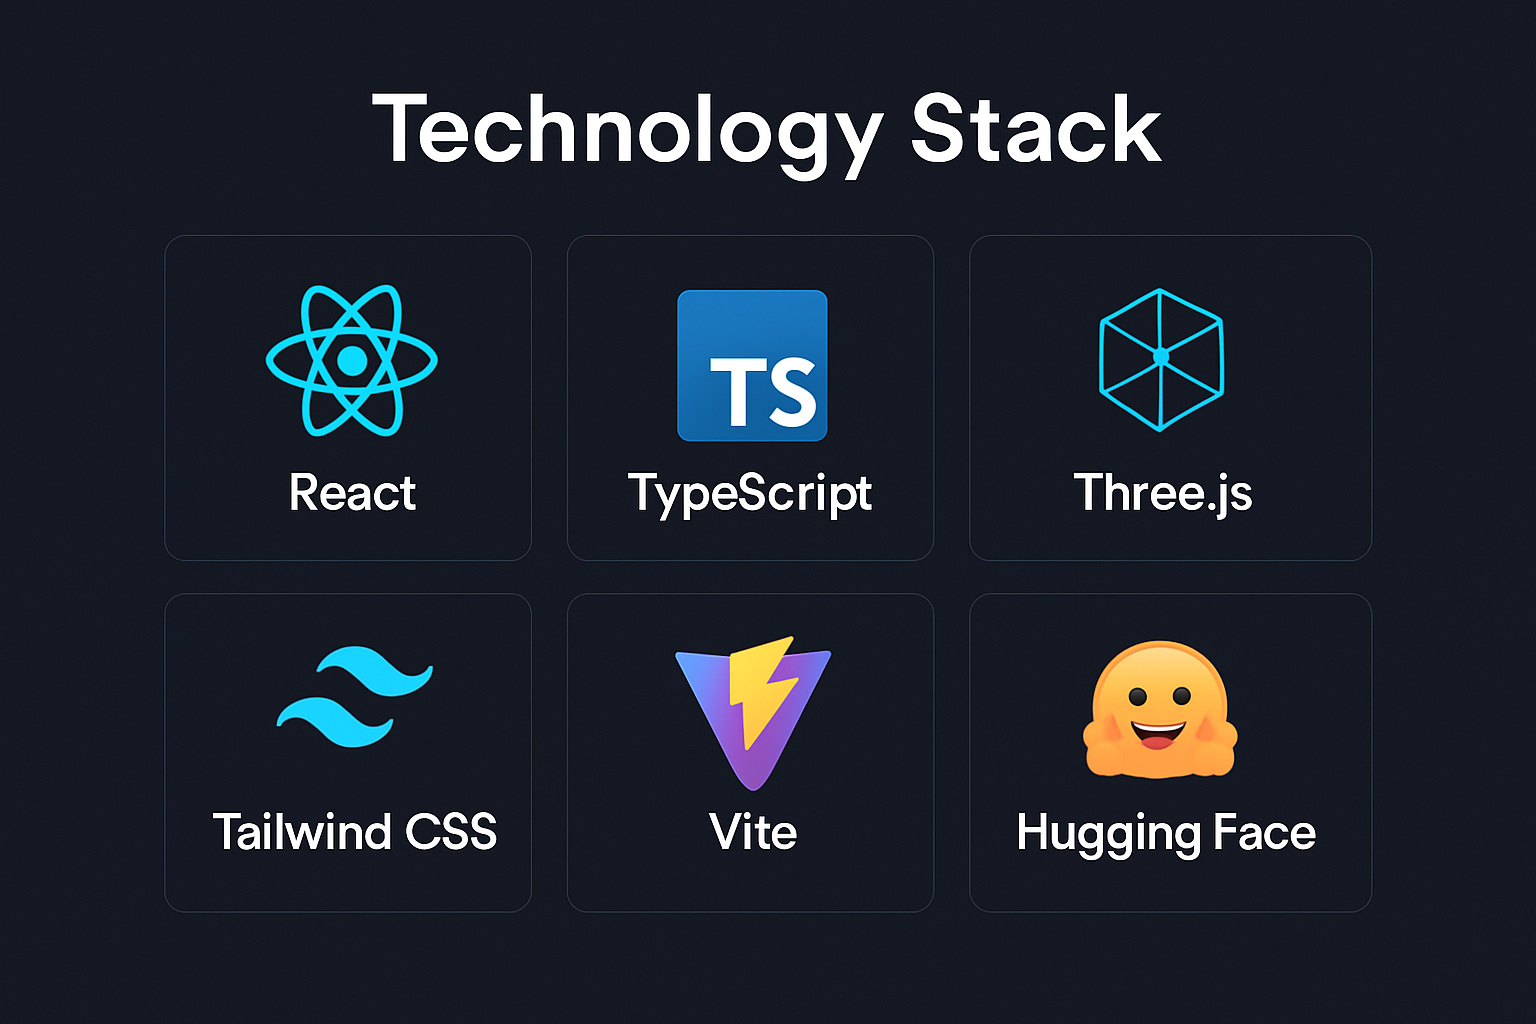 Technology Stack
TS
React
TypeScript
Three.js
Tailwind CSS
Vite
Hugging Face